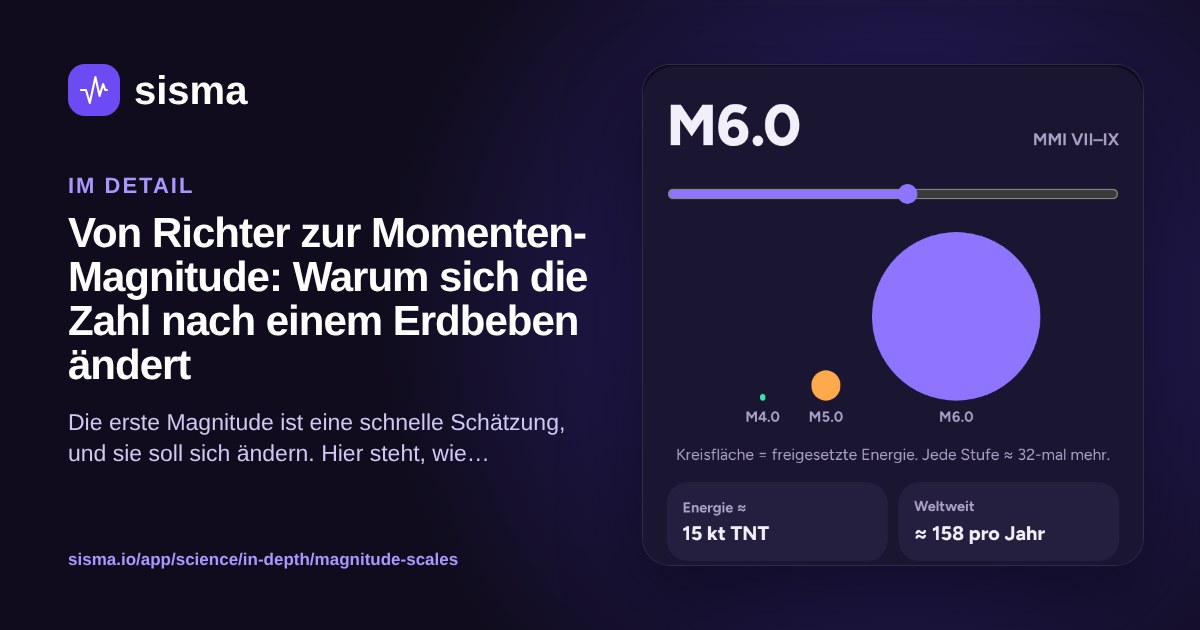 sisma
IM DETAIL
Von Richter zur Momenten-
Magnitude: Warum sich die
Zahl nach einem Erdbeben
ändert
Die erste Magnitude ist eine schnelle Schätzung,
und sie soll sich ändern. Hier steht, wie…
sisma.io/app/science/in-depth/magnitude-scales
M6.0
MMI VII–IX
M4.0
M5.0
M6.0
Kreisfläche = freigesetzte Energie. Jede Stufe ≈ 32-mal mehr.
Energie ≈
15 kt TNT
Weltweit
≈ 158 pro Jahr